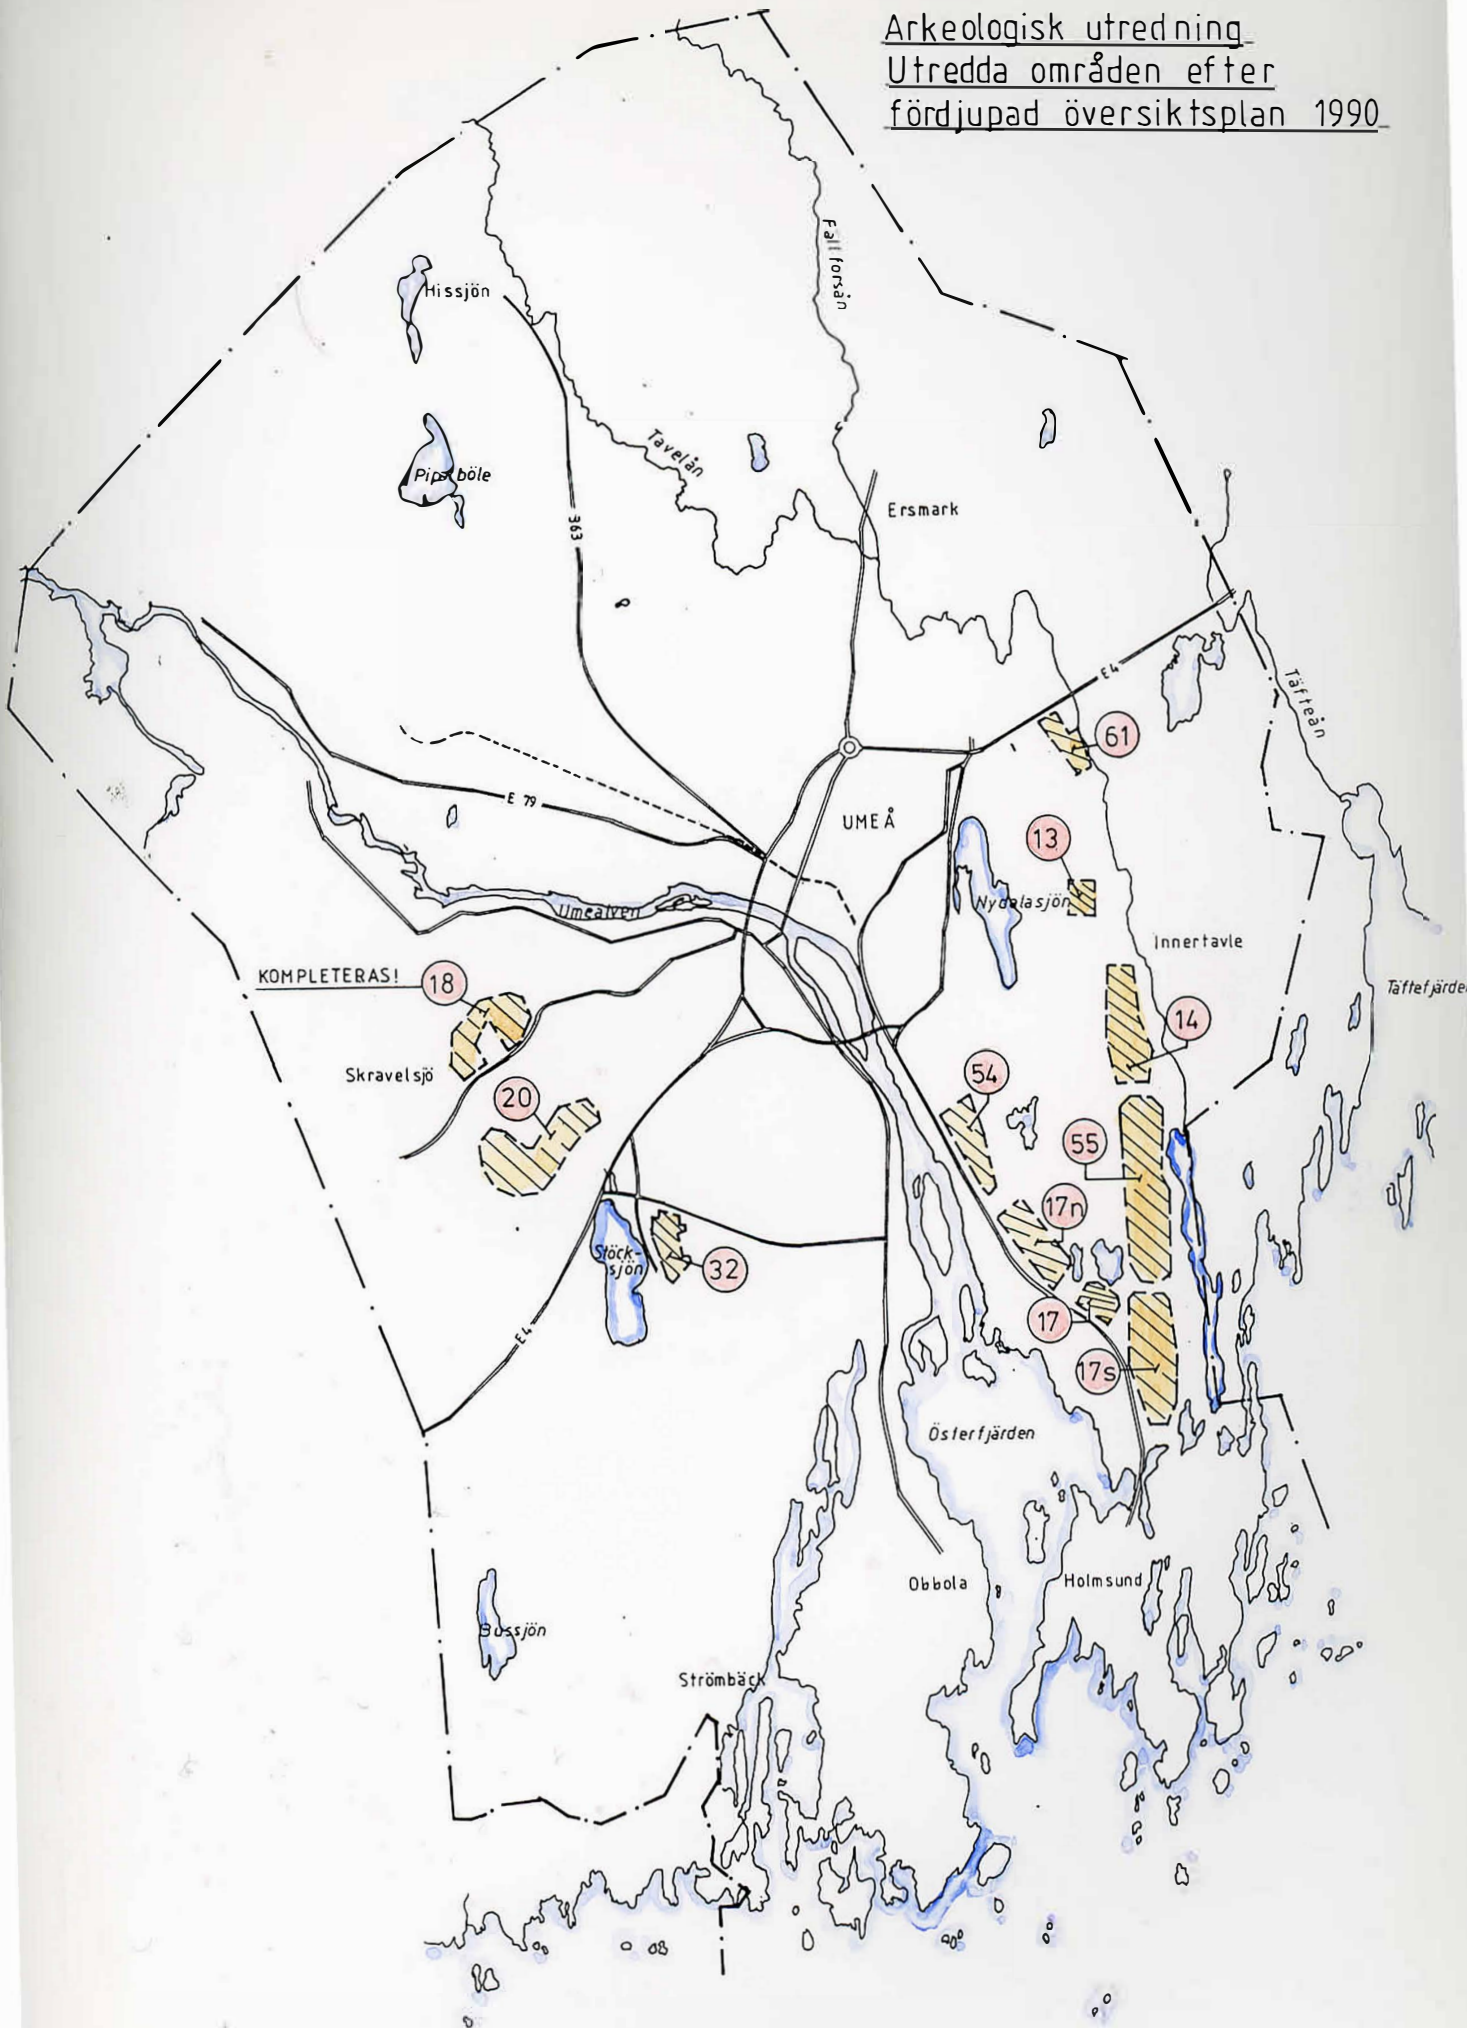 Arkeologisk utredning
Utredda områden efter
fördjupad översiktsplan 1990
Fallforsån
Hissjön
Tavelån
Pipböle
Ersmark
363
E4
Täfteån
61
E 79
UMEÅ
13
Nydalasjön
Umeälven
Innertavle
KOMPLETERAS!
18
Täftefjärde
14
Skravelsjö
54
20
55
17n
Stöck-
sjön
32
17
E4
17s
Österfjärden
Obbola
Holmsund
Bussjön
Strömbäck